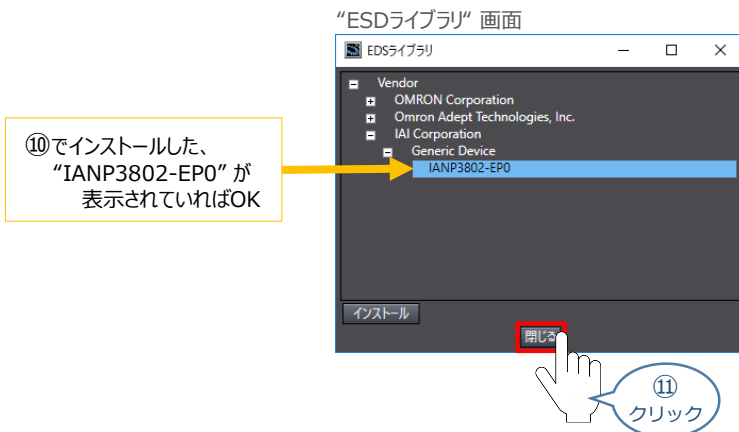 “ESDライブラリ“ 画面
EDSライブラリ
Vendor
OMRON Corporation
Omron Adept Technologies, Inc.
IAI Corporation
Generic Device
IANP3802-EP0
⑩でインストールした、
“IANP3802-EP0” が
表示されていればOK
インストール
閉じる
⑪
クリック